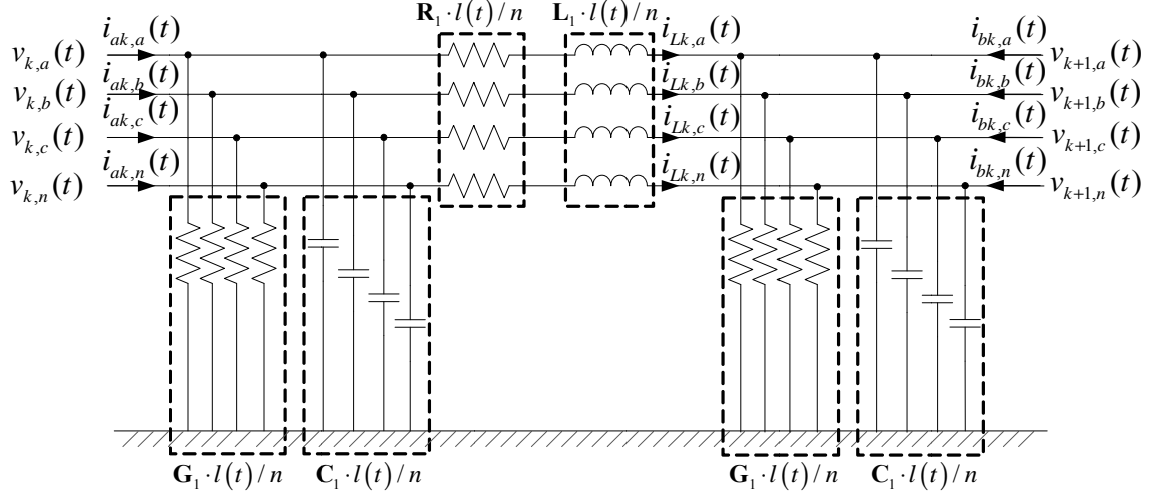 R₁·l(t)/n L₁·l(t)/n
v_{k,a}(t) i_{ak,a}(t) i_{Lk,a}(t) i_{bk,a}(t) v_{k+1,a}(t)
v_{k,b}(t) i_{ak,b}(t) i_{Lk,b}(t) i_{bk,b}(t) v_{k+1,b}(t)
v_{k,c}(t) i_{ak,c}(t) i_{Lk,c}(t) i_{bk,c}(t) v_{k+1,c}(t)
v_{k,n}(t) i_{ak,n}(t) i_{Lk,n}(t) i_{bk,n}(t) v_{k+1,n}(t)
G₁·l(t)/n C₁·l(t)/n G₁·l(t)/n C₁·l(t)/n